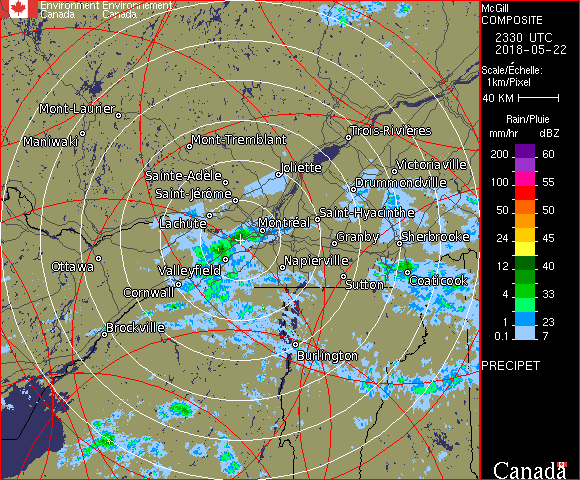 Environment Environnement
Canada Canada
McGill
COMPOSITE
2330 UTC
2018-05-22
Scale/Échelle:
1km/Pixel
40 KM
Rain/Pluie
mm/hr dBZ
200 60
100 55
50 50
24 45
12 40
4 33
1 23
0.1 7
PRECIPET
Mont-Laurier
Maniwaki
Mont-Tremblant
Trois-Rivières
Joliette
Victoriaville
Sainte-Adèle
Drummondville
Saint-Jérôme
Saint-Hyacinthe
Lachute
Montréal
Granby
Sherbrooke
Ottawa
Valleyfield
Napierville
Sutton
Coaticook
Cornwall
Brockville
Burlington
Canada